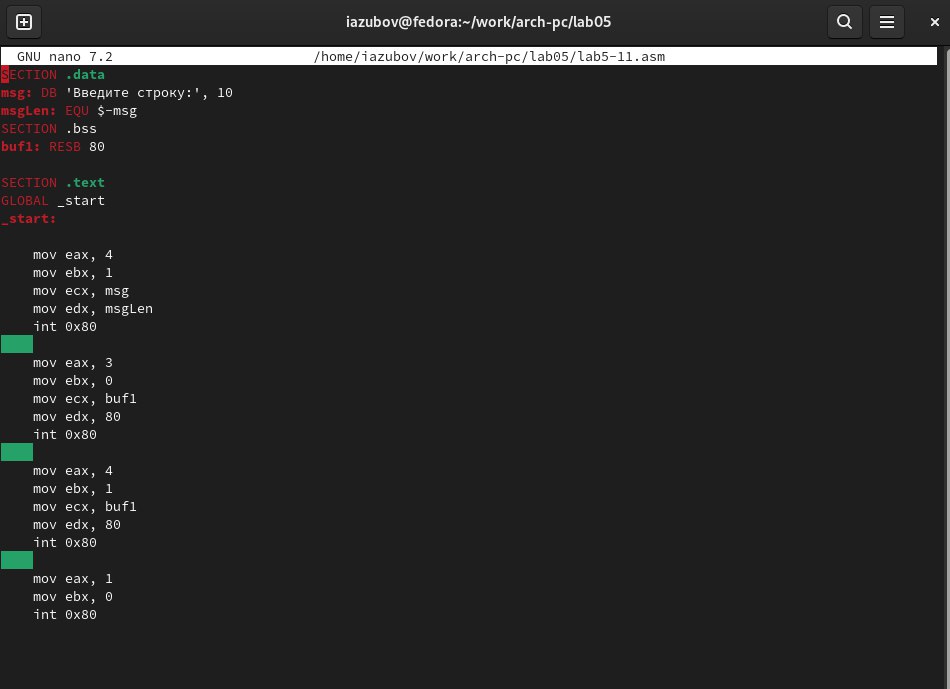 iazubov@fedora:~/work/arch-pc/lab05
GNU nano 7.2 /home/iazubov/work/arch-pc/lab05/lab5-11.asm
SECTION .data
msg: DB 'Введите строку:', 10
msgLen: EQU $-msg
SECTION .bss
buf1: RESB 80
SECTION .text
GLOBAL _start
_start:
mov eax, 4
mov ebx, 1
mov ecx, msg
mov edx, msgLen
int 0x80
mov eax, 3
mov ebx, 0
mov ecx, buf1
mov edx, 80
int 0x80
mov eax, 4
mov ebx, 1
mov ecx, buf1
mov edx, 80
int 0x80
mov eax, 1
mov ebx, 0
int 0x80